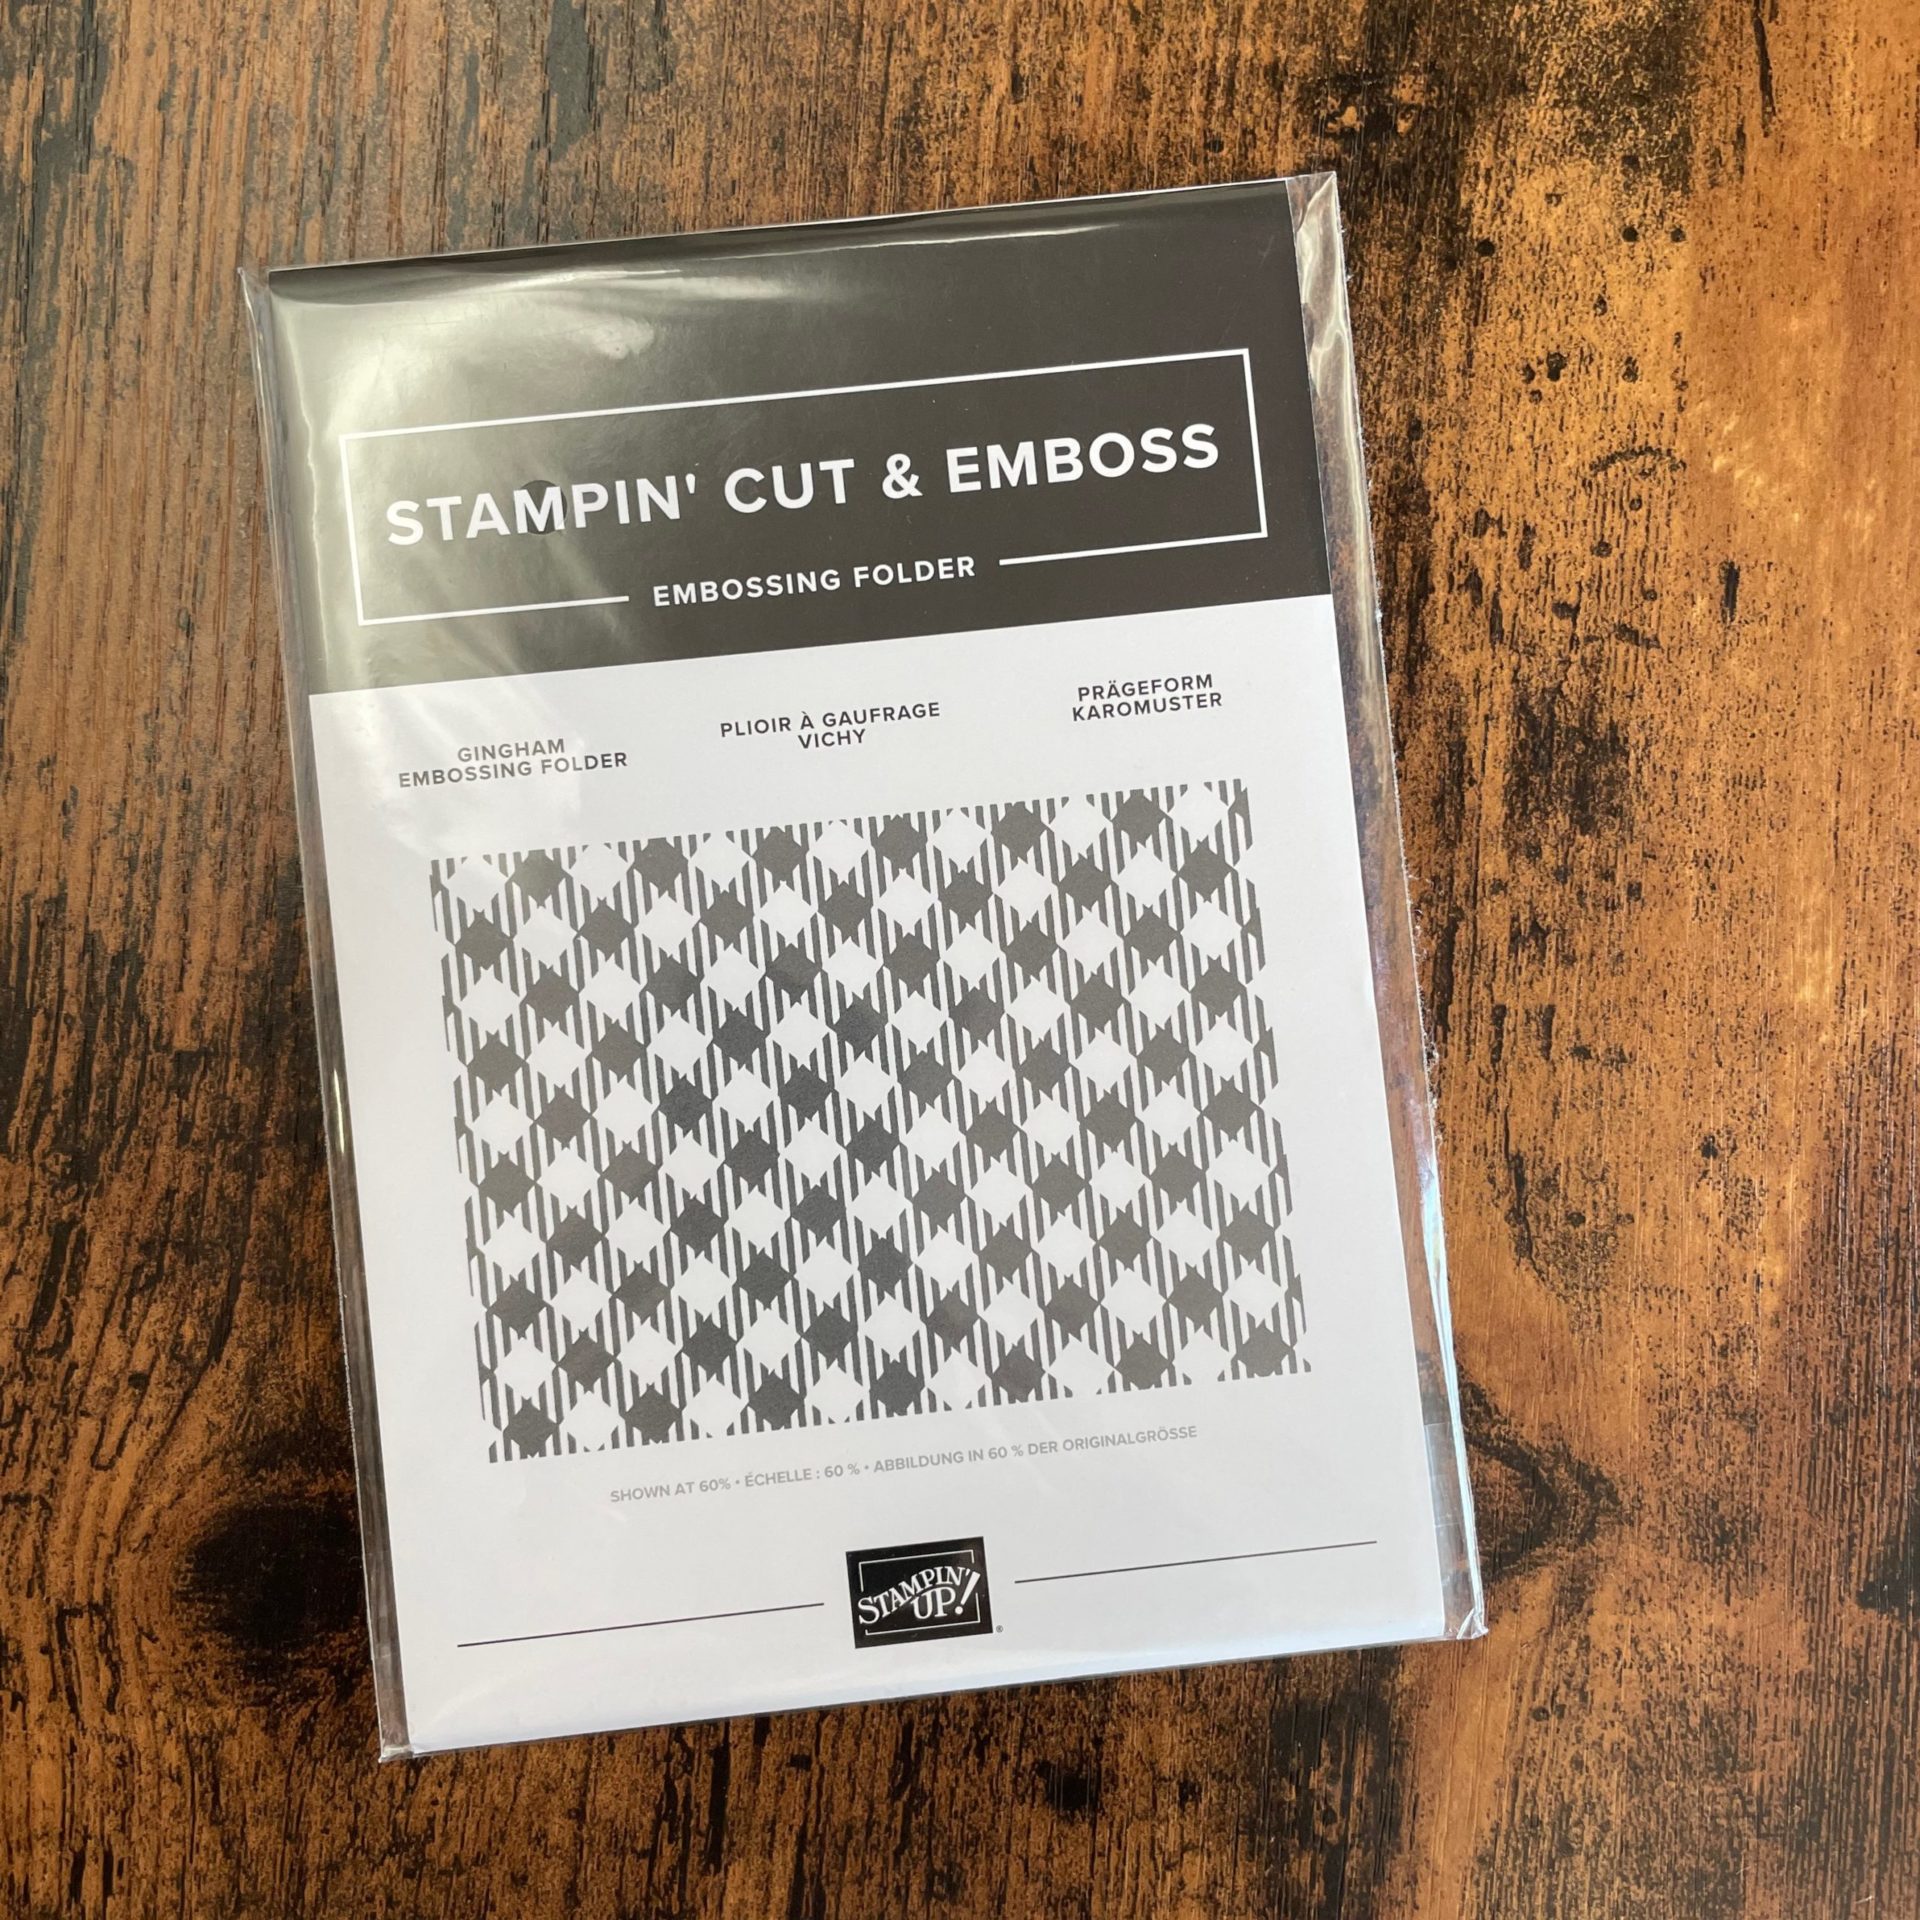 STAMPIN' CUT & EMBOSS
EMBOSSING FOLDER
GINGHAM
EMBOSSING FOLDER
PLIOIR À GAUFRAGE
VICHY
PRÄGEFORM
KAROMUSTER
SHOWN AT 60% • ÉCHELLE : 60 % • ABBILDUNG IN 60 % DER ORIGINALGRÖSSE
STAMPIN'
UP!®